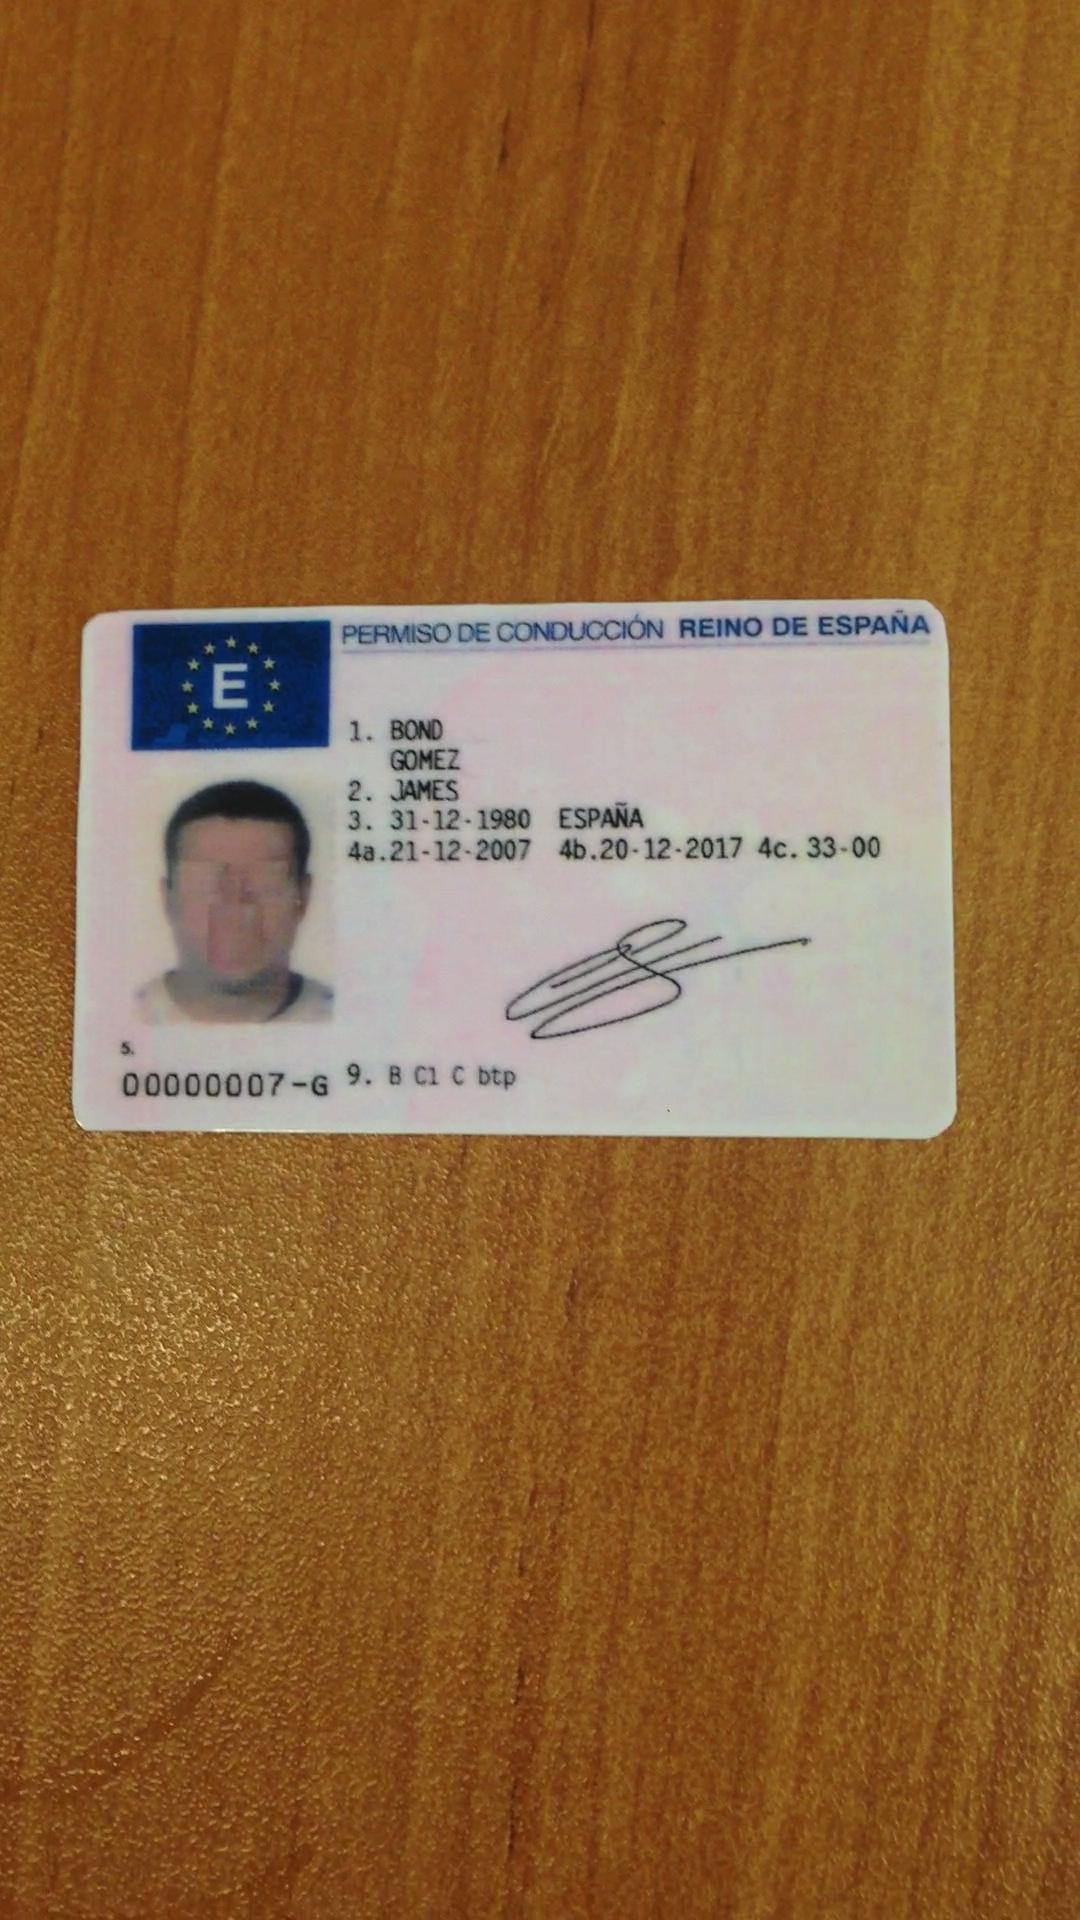 E
PERMISO DE CONDUCCIÓN REINO DE ESPAÑA
1. BOND
GOMEZ
2. JAMES
3. 31-12-1980 ESPAÑA
4a.21-12-2007 4b.20-12-2017 4c. 33-00
5.
00000007-G
9. B C1 C btp